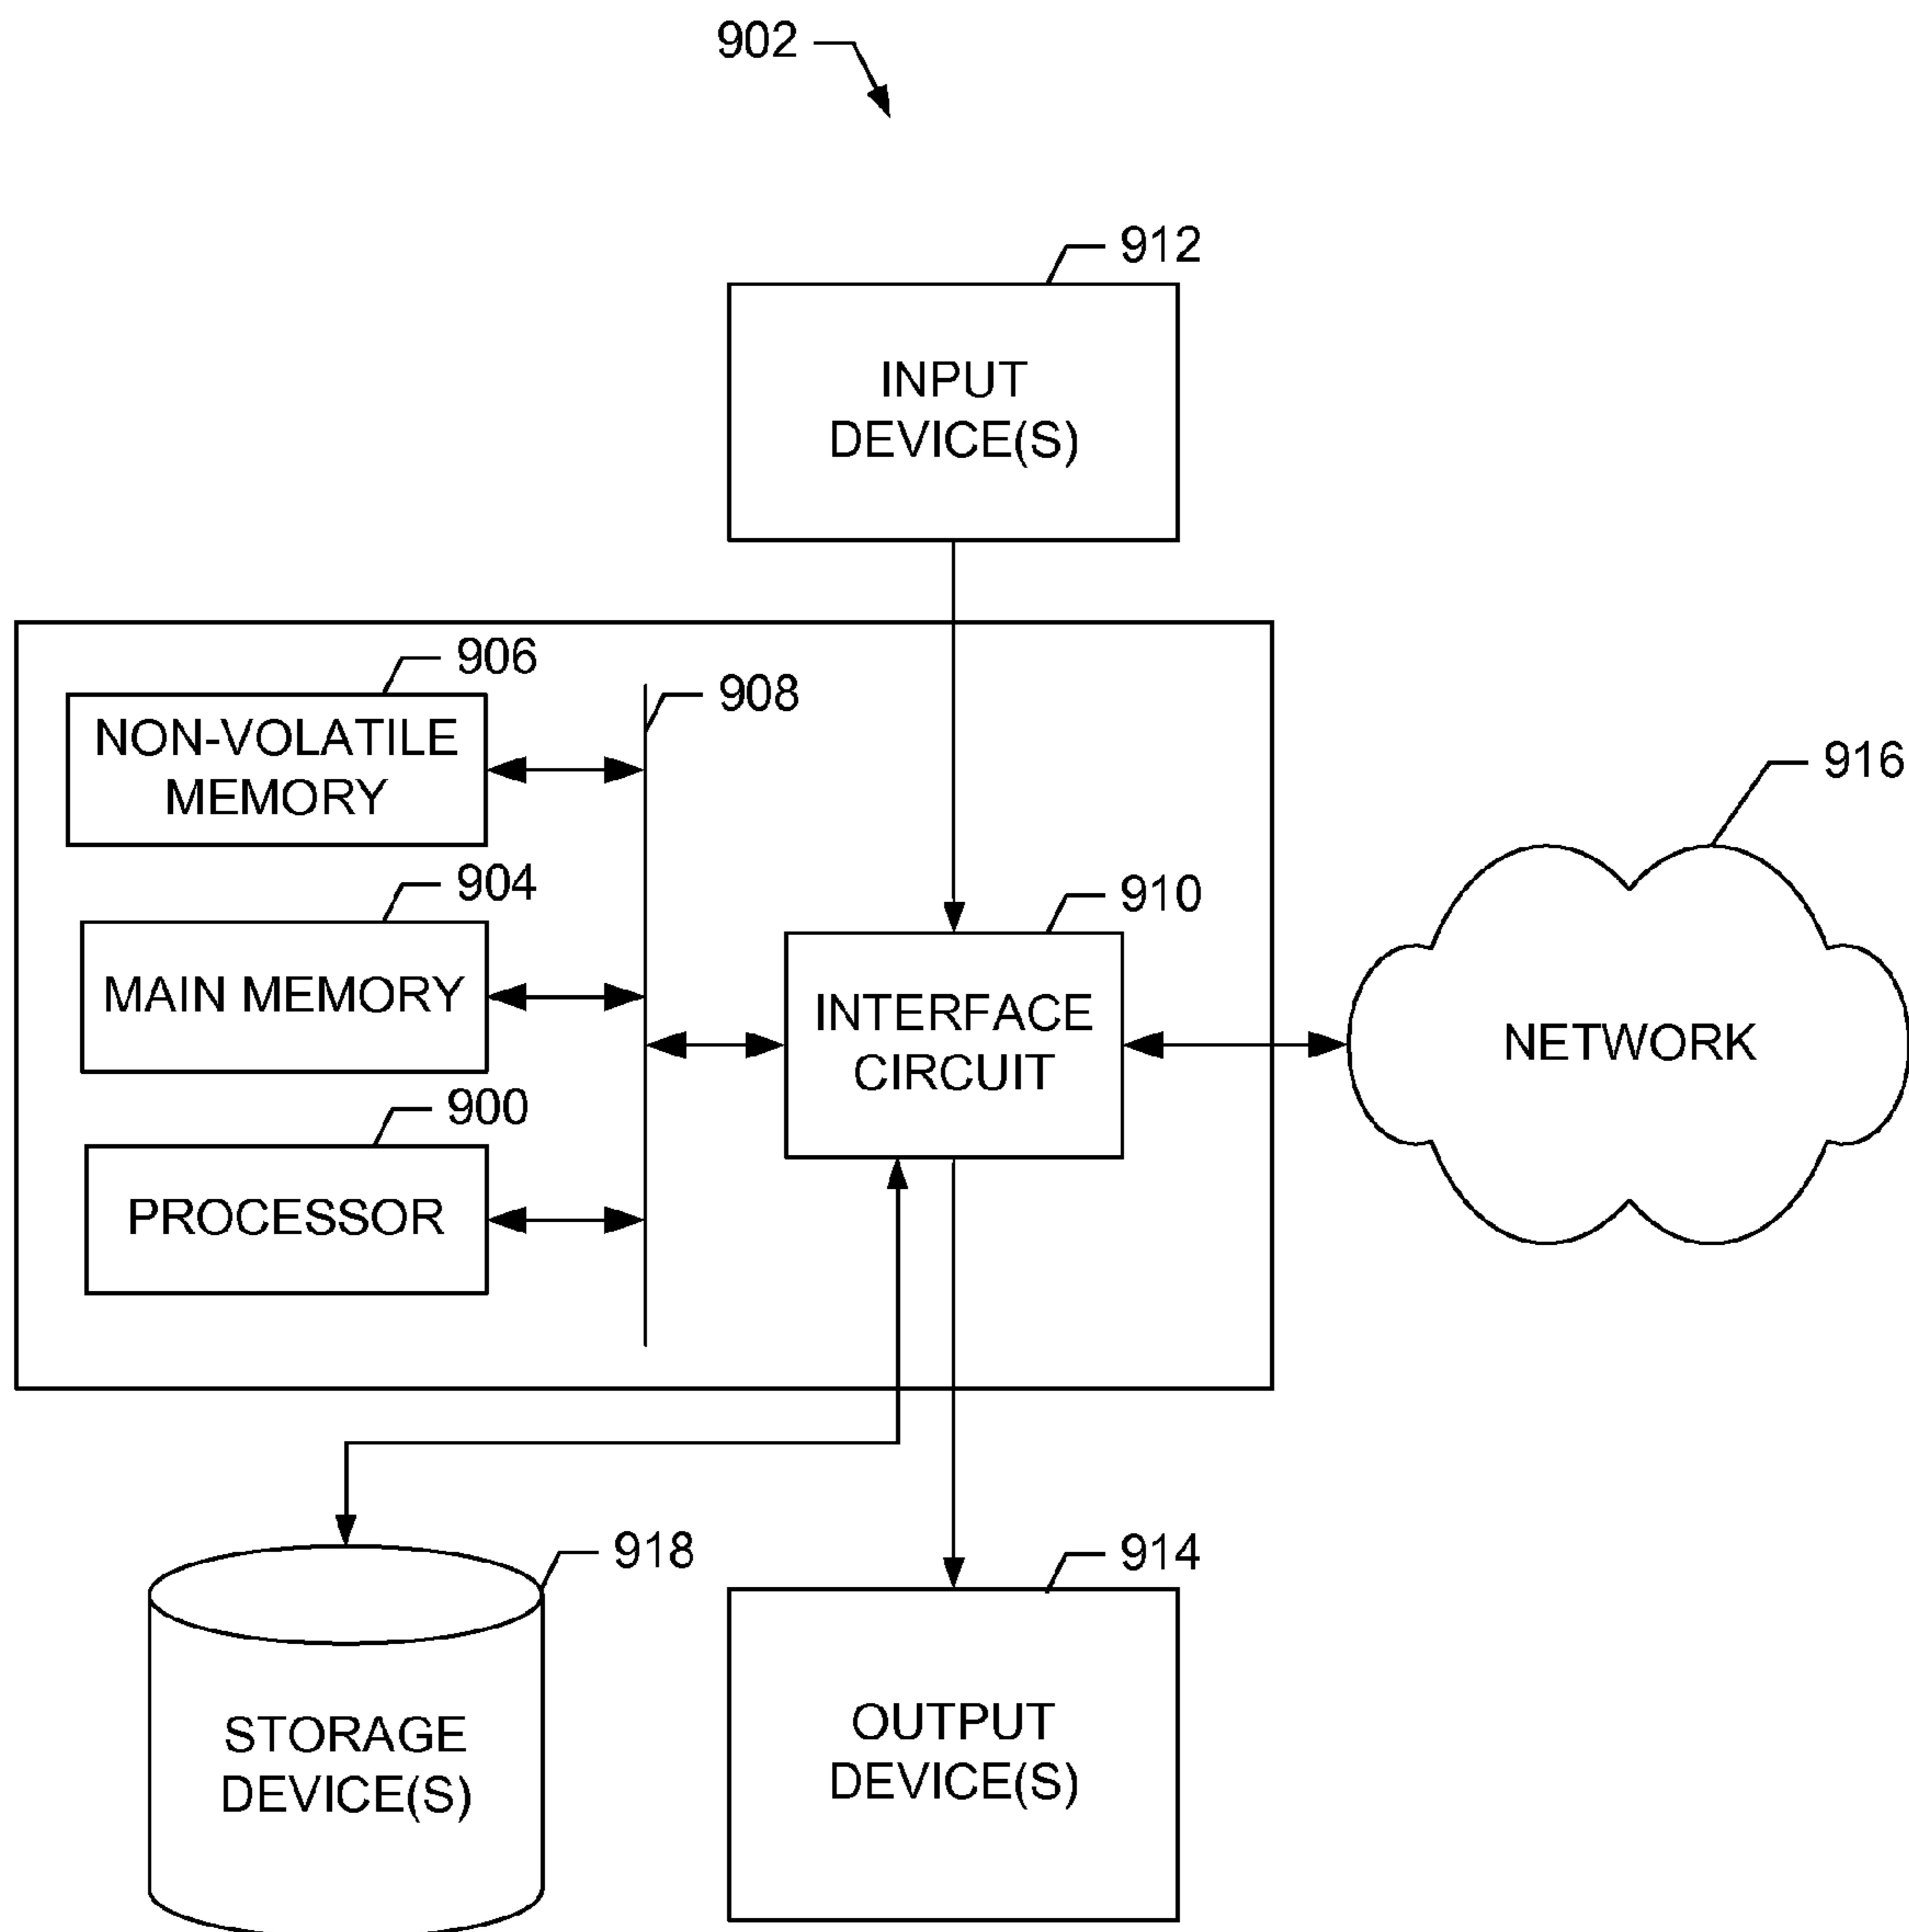 902
912
INPUT
DEVICE(S)
906
NON-VOLATILE
MEMORY
908
904
MAIN MEMORY
900
PROCESSOR
910
INTERFACE
CIRCUIT
916
NETWORK
918
STORAGE
DEVICE(S)
914
OUTPUT
DEVICE(S)